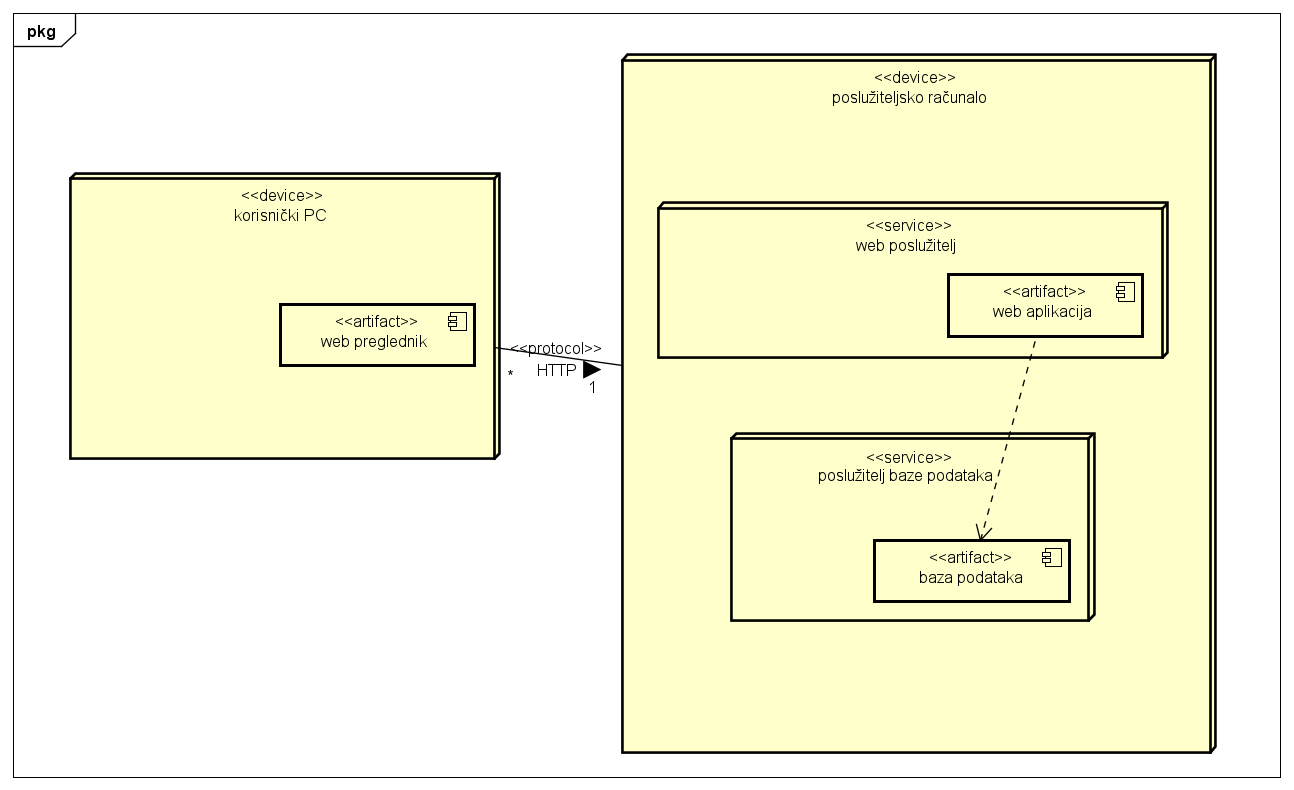 pkg
<<device>>
korisnički PC
<<artifact>>
web preglednik
<<protocol>>
*
HTTP
1
<<device>>
poslužiteljsko računalo
<<service>>
web poslužitelj
<<artifact>>
web aplikacija
<<service>>
poslužitelj baze podataka
<<artifact>>
baza podataka